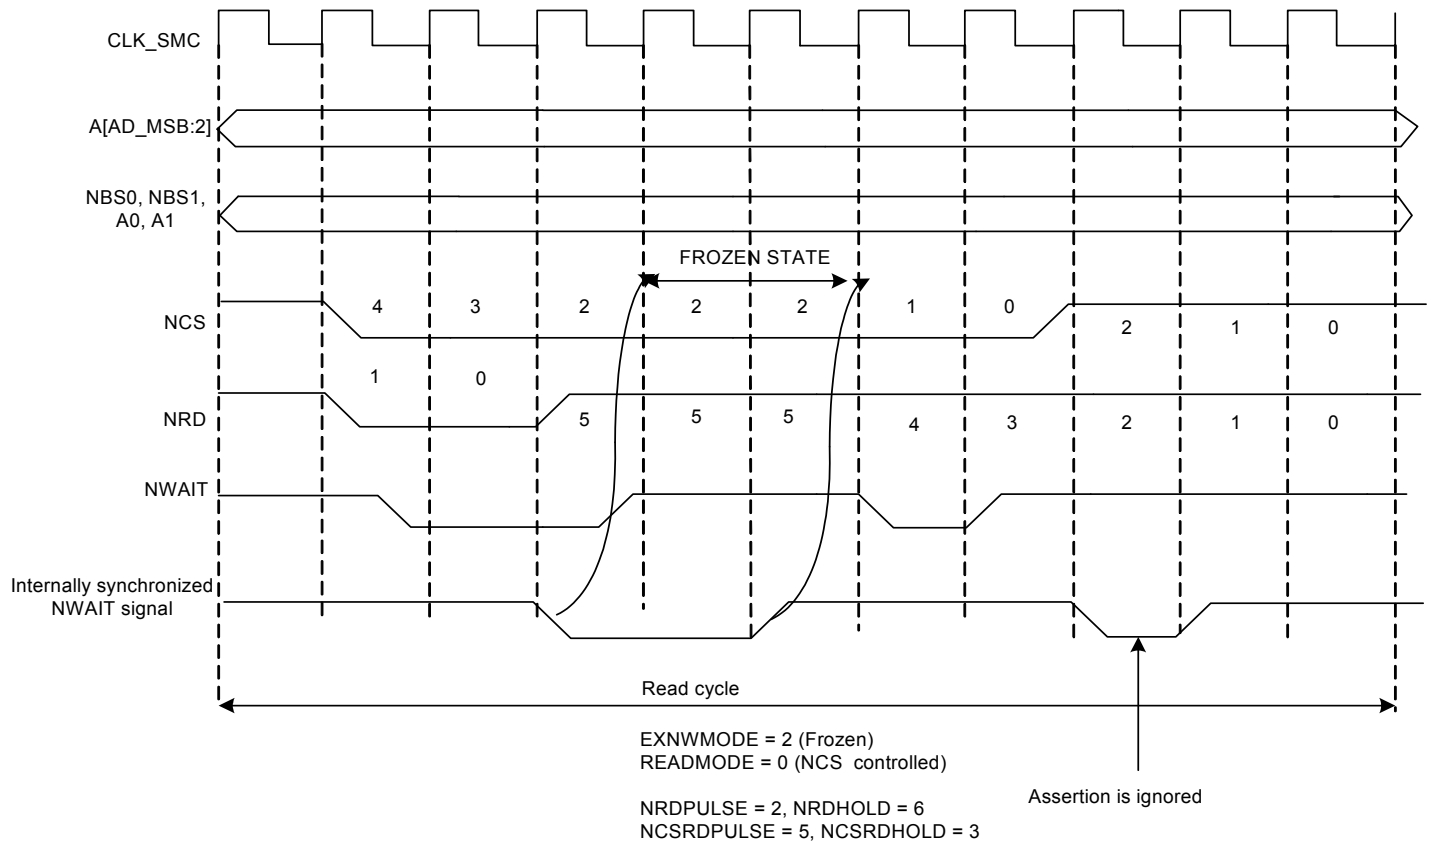 CLK_SMC
A[AD_MSB:2]
NBS0, NBS1,
A0, A1
FROZEN STATE
NCS
4 3 2 2 2 1 0
2 1 0
1 0
NRD
5 5 5 4 3 2 1 0
NWAIT
Internally synchronized
NWAIT signal
Read cycle
EXNWMODE = 2 (Frozen)
READMODE = 0 (NCS controlled)
Assertion is ignored
NRDPULSE = 2, NRDHOLD = 6
NCSRDPULSE = 5, NCSRDHOLD = 3